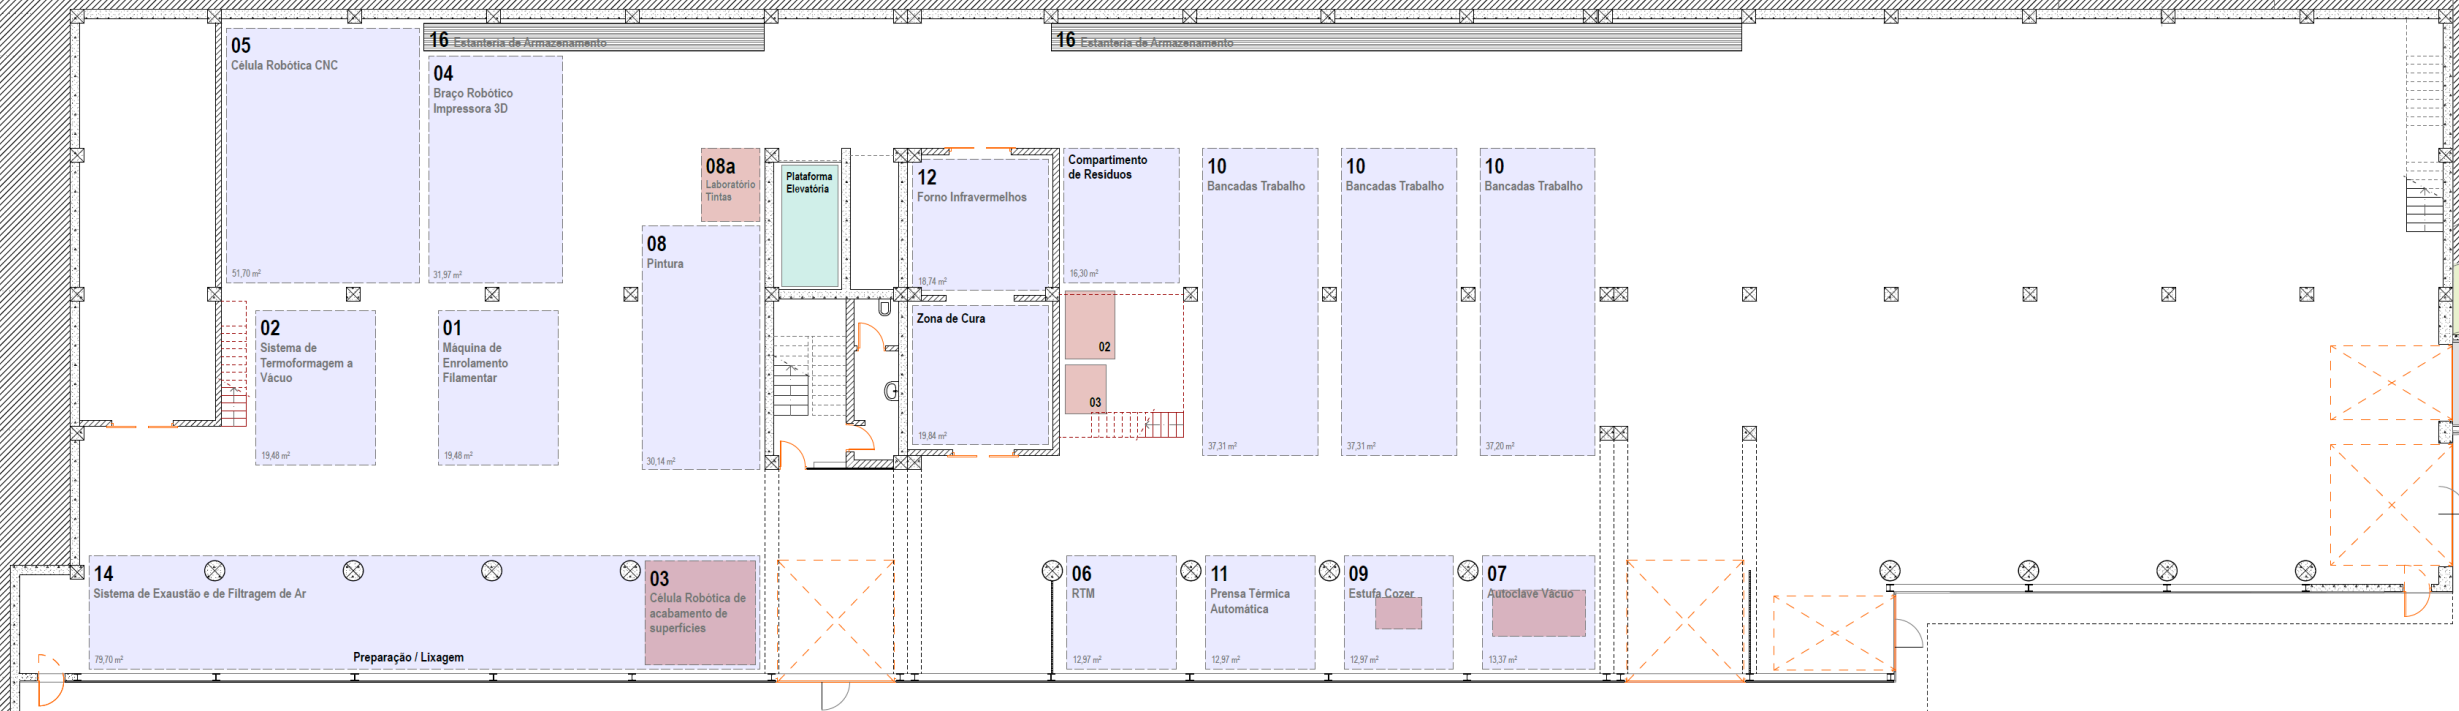 05
Célula Robótica CNC
51,70 m²
16 Estanteria de Armazenamento
04
Braço Robótico
Impressora 3D
31,97 m²
16 Estanteria de Armazenamento
08a
Laboratório
Tintas
08
Pintura
30,14 m²
Plataforma
Elevatória
12
Forno Infravermelhos
18,74 m²
Zona de Cura
19,84 m²
Compartimento
de Resíduos
16,30 m²
02
03
10
Bancadas Trabalho
37,31 m²
10
Bancadas Trabalho
37,31 m²
10
Bancadas Trabalho
37,20 m²
02
Sistema de
Termoformagem a
Vácuo
19,48 m²
01
Máquina de
Enrolamento
Filamentar
19,48 m²
14
Sistema de Exaustão e de Filtragem de Ar
79,70 m²
Preparação / Lixagem
03
Célula Robótica de
acabamento de
superfícies
06
RTM
12,97 m²
11
Prensa Térmica
Automática
12,97 m²
09
Estufa Cozer
12,97 m²
07
Autoclave Vácuo
13,37 m²